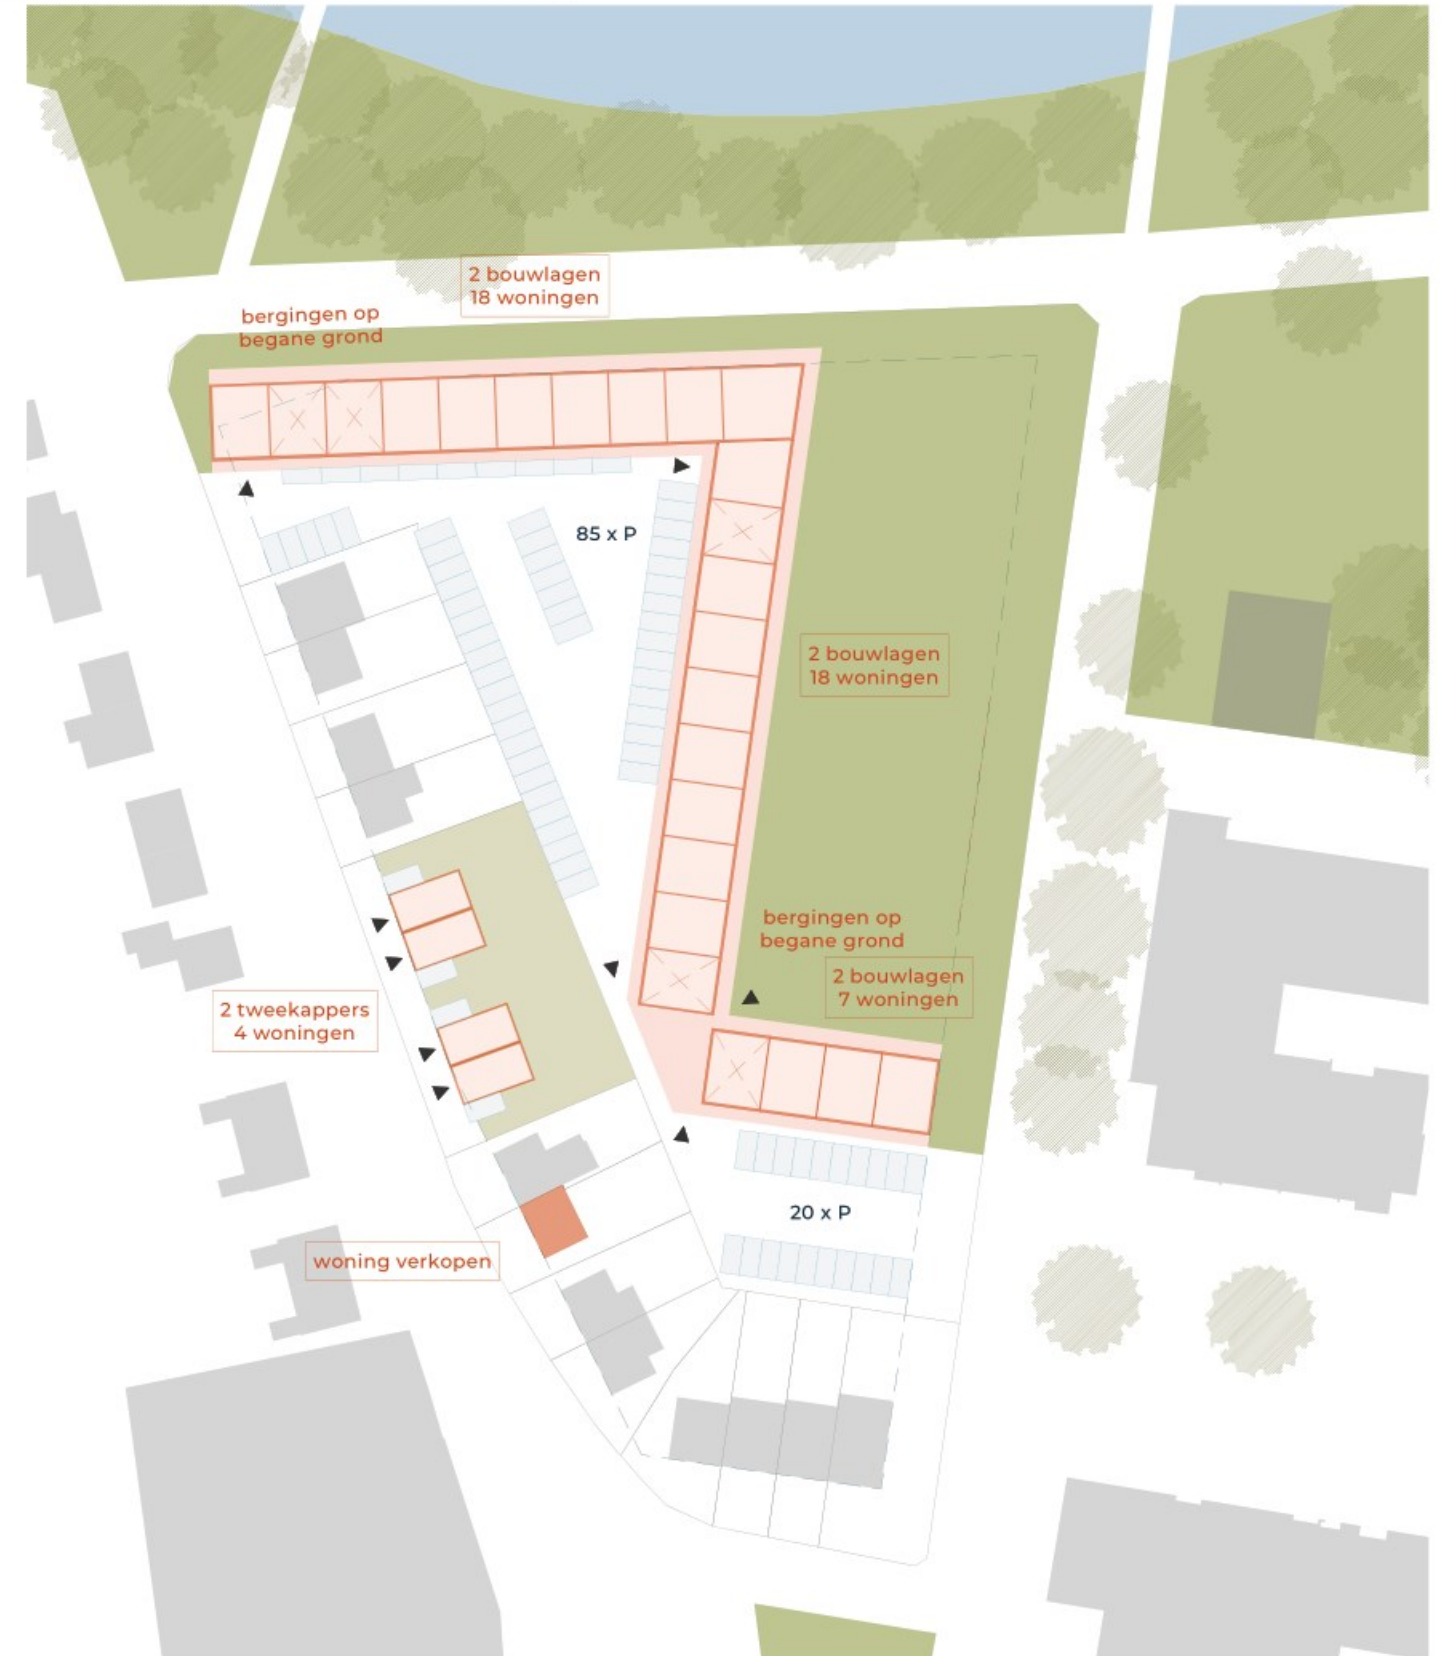 2 bouwlagen
18 woningen
bergingen op
begane grond
85 x P
2 bouwlagen
18 woningen
bergingen op
begane grond
2 bouwlagen
7 woningen
2 tweekappers
4 woningen
20 x P
woning verkopen